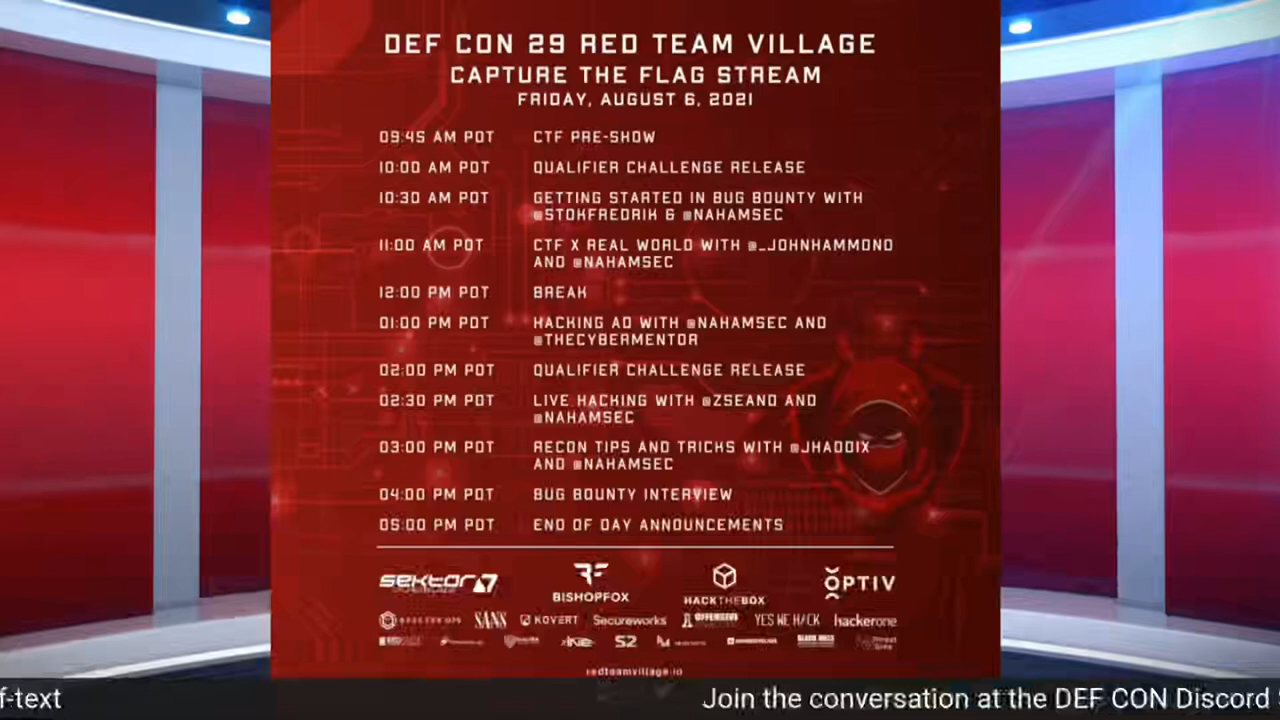 DEF CON 29 RED TEAM VILLAGE
CAPTURE THE FLAG STREAM
FRIDAY, AUGUST 6, 2021
09:45 AM PDT CTF PRE-SHOW
10:00 AM PDT QUALIFIER CHALLENGE RELEASE
10:30 AM PDT GETTING STARTED IN BUG BOUNTY WITH
@STOKFREDRIK & @NAHAMSEC
11:00 AM PDT CTF X REAL WORLD WITH @_JOHNHAMMOND
AND @NAHAMSEC
12:00 PM PDT BREAK
01:00 PM PDT HACKING AD WITH @NAHAMSEC AND
@THECYBERMENTOR
02:00 PM PDT QUALIFIER CHALLENGE RELEASE
02:30 PM PDT LIVE HACKING WITH @ZSEANO AND
@NAHAMSEC
03:00 PM PDT RECON TIPS AND TRICKS WITH @JHADDIX
AND @NAHAMSEC
04:00 PM PDT BUG BOUNTY INTERVIEW
05:00 PM PDT END OF DAY ANNOUNCEMENTS
SEKTOR7 BISHOPFOX HACKTHEBOX OPTIV
SANS KOVERT Secureworks OFFENSIVE YES WE H/CK hackerone
S2
redteamvillage.io
f-text Join the conversation at the DEF CON Discord